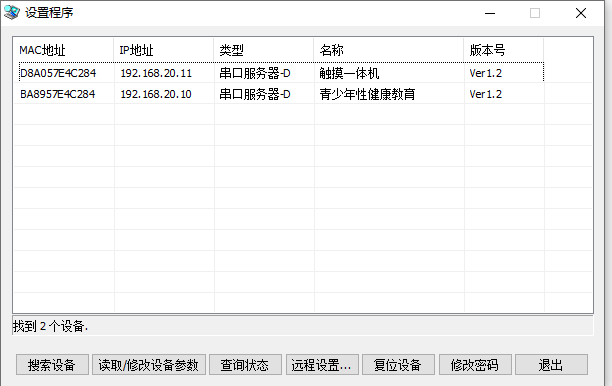 设置程序
MAC地址 IP地址 类型 名称 版本号
D8A057E4C284 192.168.20.11 串口服务器-D 触摸一体机 Ver1.2
BA8957E4C284 192.168.20.10 串口服务器-D 青少年性健康教育 Ver1.2
找到 2 个设备.
搜索设备 读取/修改设备参数 查询状态 远程设置... 复位设备 修改密码 退出